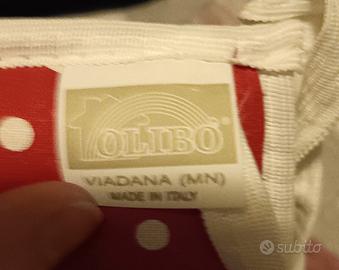 OLIBO®
VIADANA (MN)
MADE IN ITALY
subito